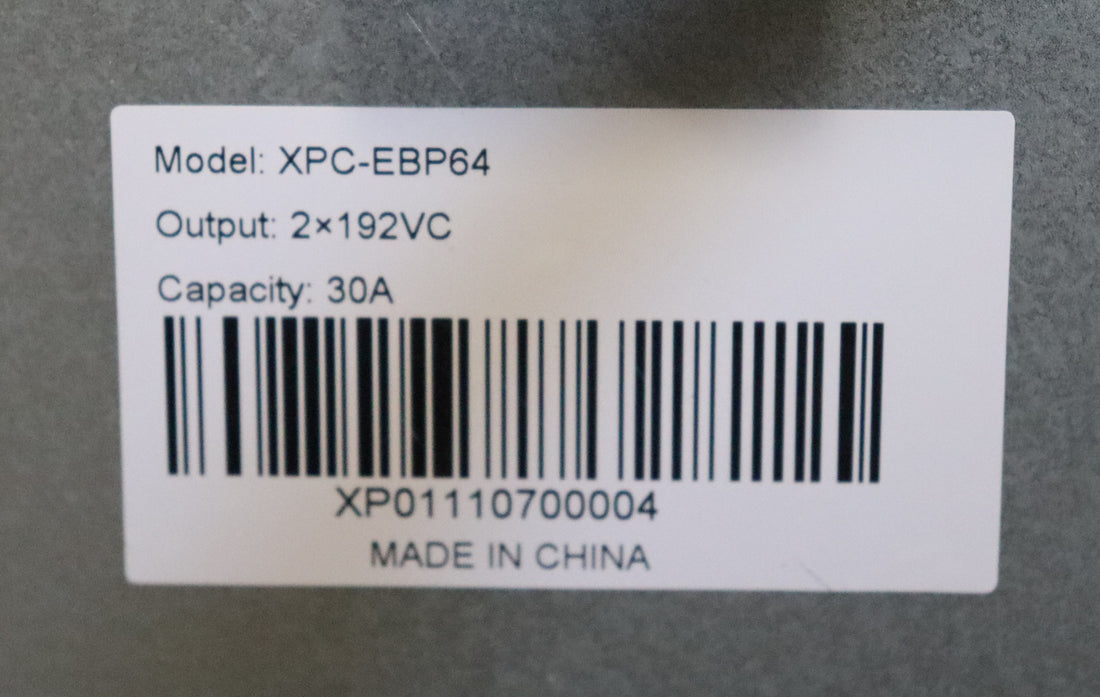 Model: XPC-EBP64
Output: 2×192VC
Capacity: 30A
XP01110700004
MADE IN CHINA